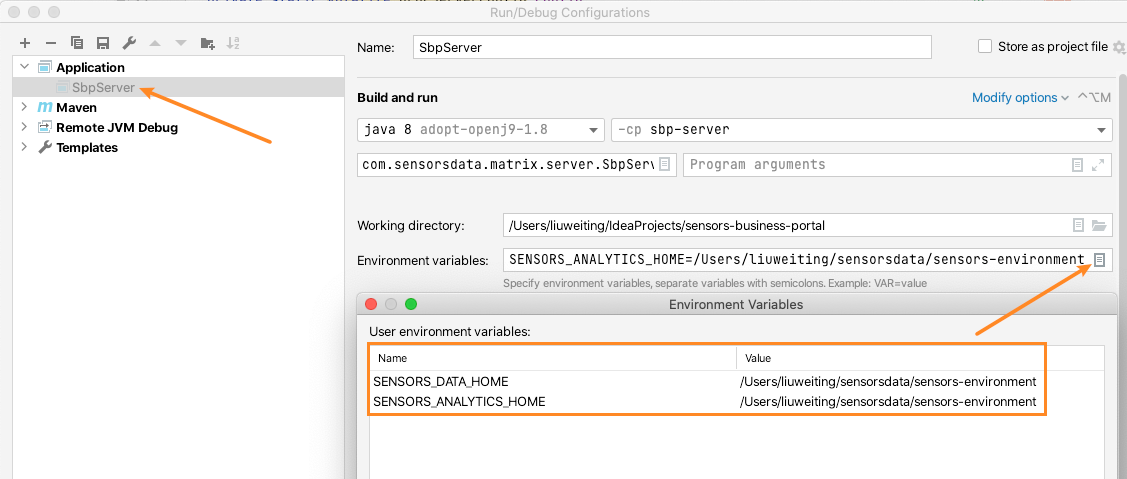 Run/Debug Configurations
Name: SbpServer
Store as project file
Application
SbpServer
Maven
Remote JVM Debug
Templates
Build and run
Modify options ^⌥M
java 8 adopt-openj9-1.8
-cp sbp-server
com.sensorsdata.matrix.server.SbpServ
Program arguments
Working directory: /Users/liuweiting/IdeaProjects/sensors-business-portal
Environment variables: SENSORS_ANALYTICS_HOME=/Users/liuweiting/sensorsdata/sensors-environment
Specify environment variables, separate variables with semicolons. Example: VAR=value
Environment Variables
User environment variables:
Name Value
SENSORS_DATA_HOME /Users/liuweiting/sensorsdata/sensors-environment
SENSORS_ANALYTICS_HOME /Users/liuweiting/sensorsdata/sensors-environment